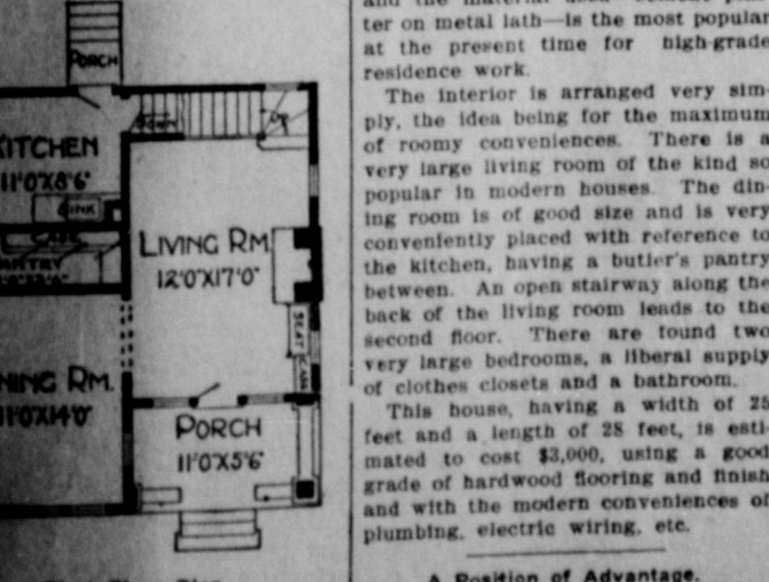 PORCH
KITCHEN
11'0"X8'6"
SINK
DOWN
UP
LIVING RM.
12'0"X17'0"
CASE
PANTRY
SEAT
CASE
NING RM.
11'0"X14'0"
PORCH
11'0"X5'6"
ter on metal lath—is the most popular
at the present time for high-grade
residence work.
The interior is arranged very sim-
ply, the idea being for the maximum
of roomy conveniences. There is a
very large living room of the kind so
popular in modern houses. The din-
ing room is of good size and is very
conveniently placed with reference to
the kitchen, having a butler's pantry
between. An open stairway along the
back of the living room leads to the
second floor. There are found two
very large bedrooms, a liberal supply
of clothes closets and a bathroom.
This house, having a width of 25
feet and a length of 28 feet, is esti-
mated to cost $3,000, using a good
grade of hardwood flooring and finish
and with the modern conveniences of
plumbing, electric wiring, etc.
A Position of Advantage.